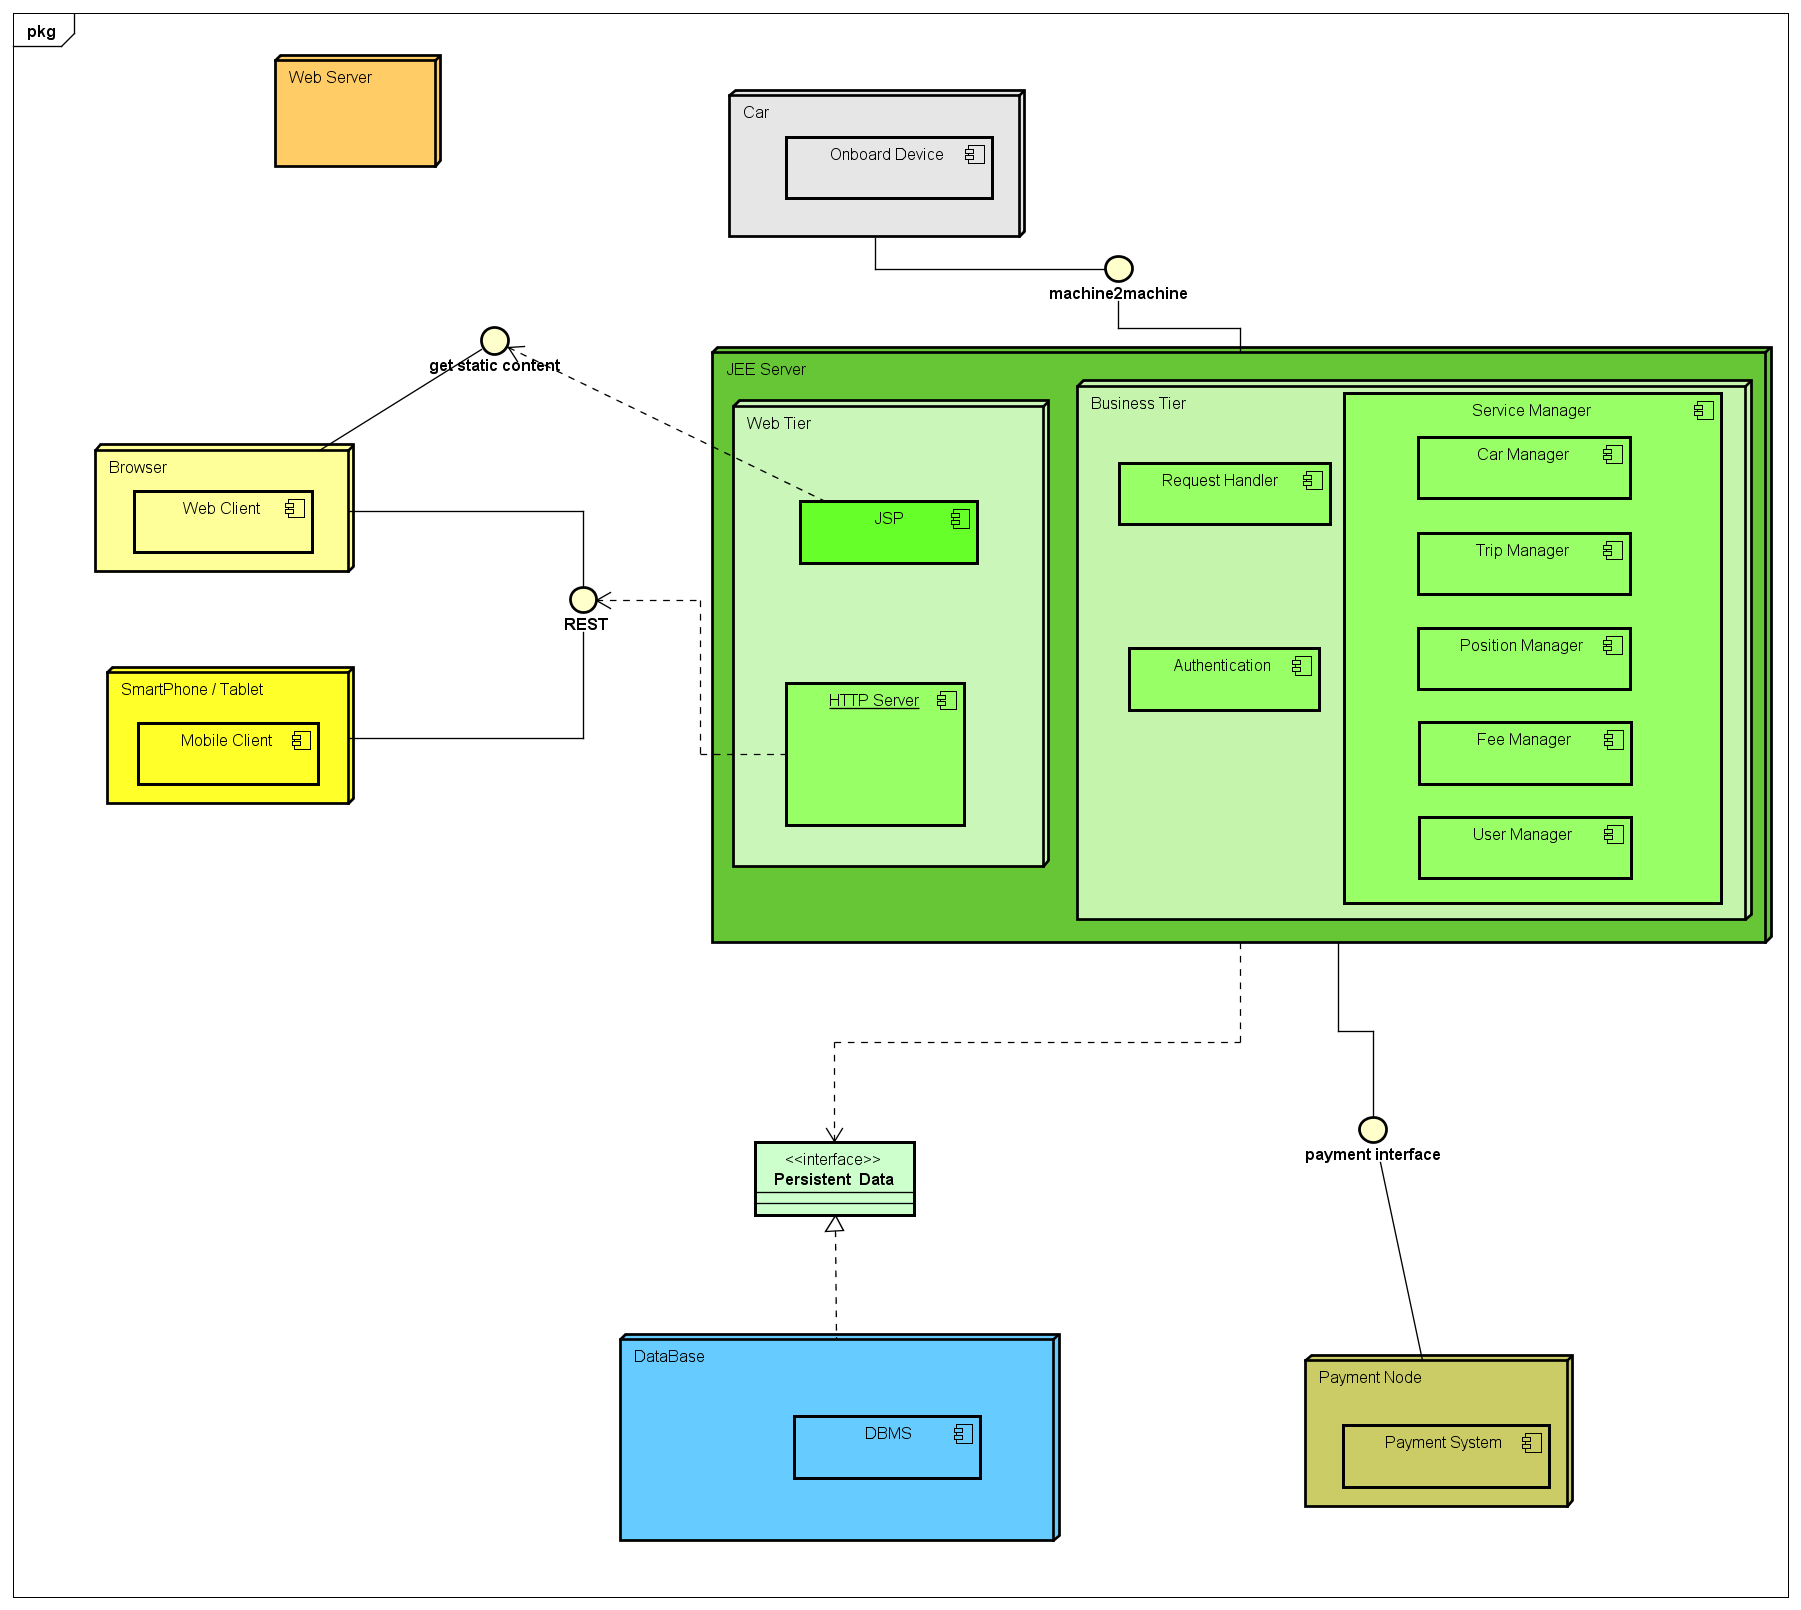 pkg
Web Server
Car
Onboard Device
machine2machine
get static content
JEE Server
Business Tier
Service Manager
Web Tier
Car Manager
Browser
Request Handler
Web Client
JSP
Trip Manager
REST
Position Manager
Authentication
SmartPhone / Tablet
HTTP Server
Mobile Client
Fee Manager
User Manager
<<interface>>
Persistent Data
payment interface
DataBase
Payment Node
DBMS
Payment System